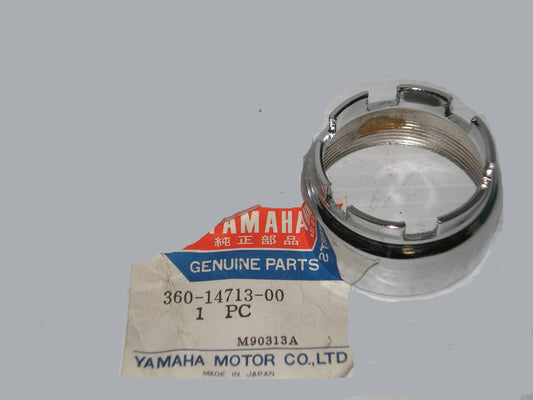 YAMAHA
純正部品
GENUINE PARTS
360-14713-00
1 PC
M90313A
YAMAHA MOTOR CO.,LTD
MADE IN JAPAN